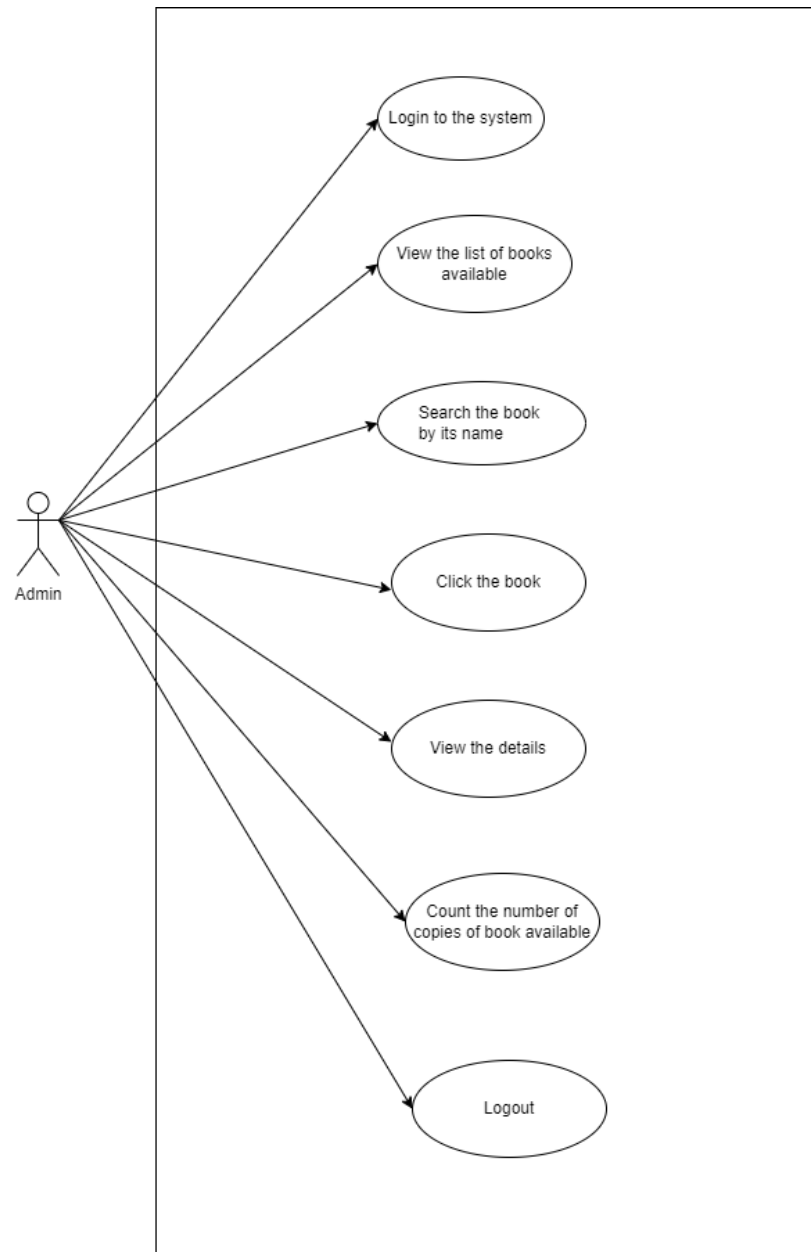 Login to the system
View the list of books
available
Search the book
by its name
Admin
Click the book
View the details
Count the number of
copies of book available
Logout